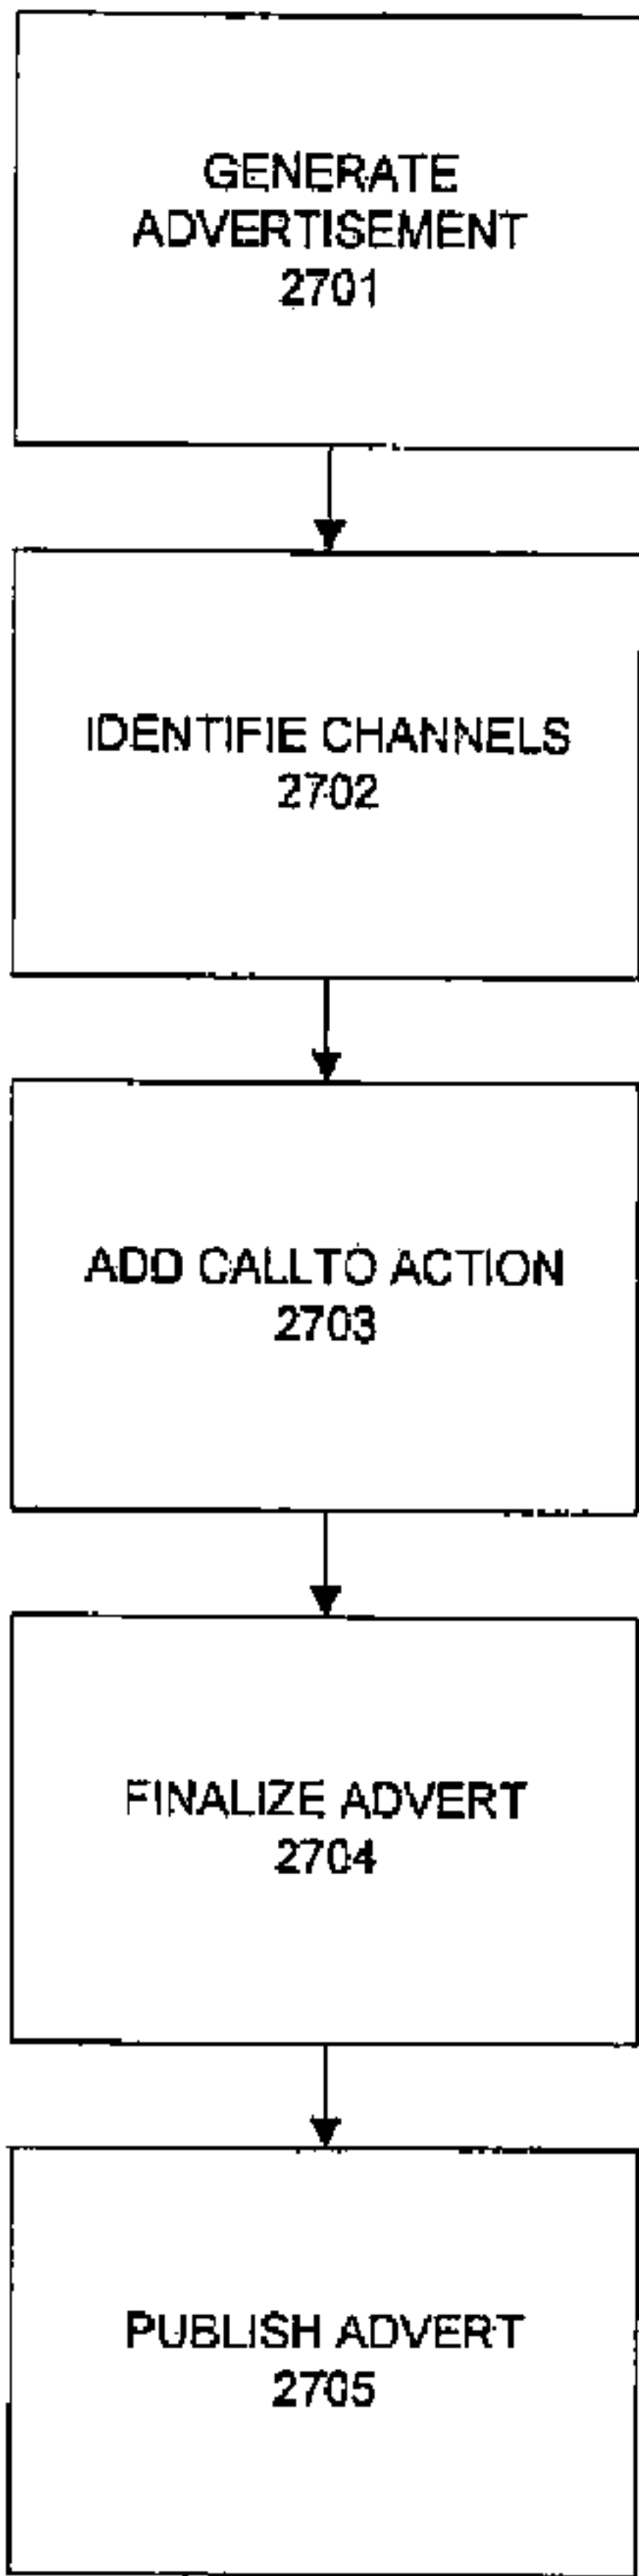 GENERATE
ADVERTISEMENT
2701
IDENTIFIE CHANNELS
2702
ADD CALLTO ACTION
2703
FINALIZE ADVERT
2704
PUBLISH ADVERT
2705